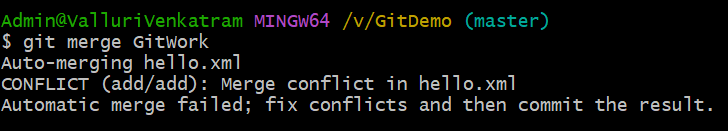 Admin@ValluriVenkatram MINGW64 /v/GitDemo (master)
$ git merge GitWork
Auto-merging hello.xml
CONFLICT (add/add): Merge conflict in hello.xml
Automatic merge failed; fix conflicts and then commit the result.